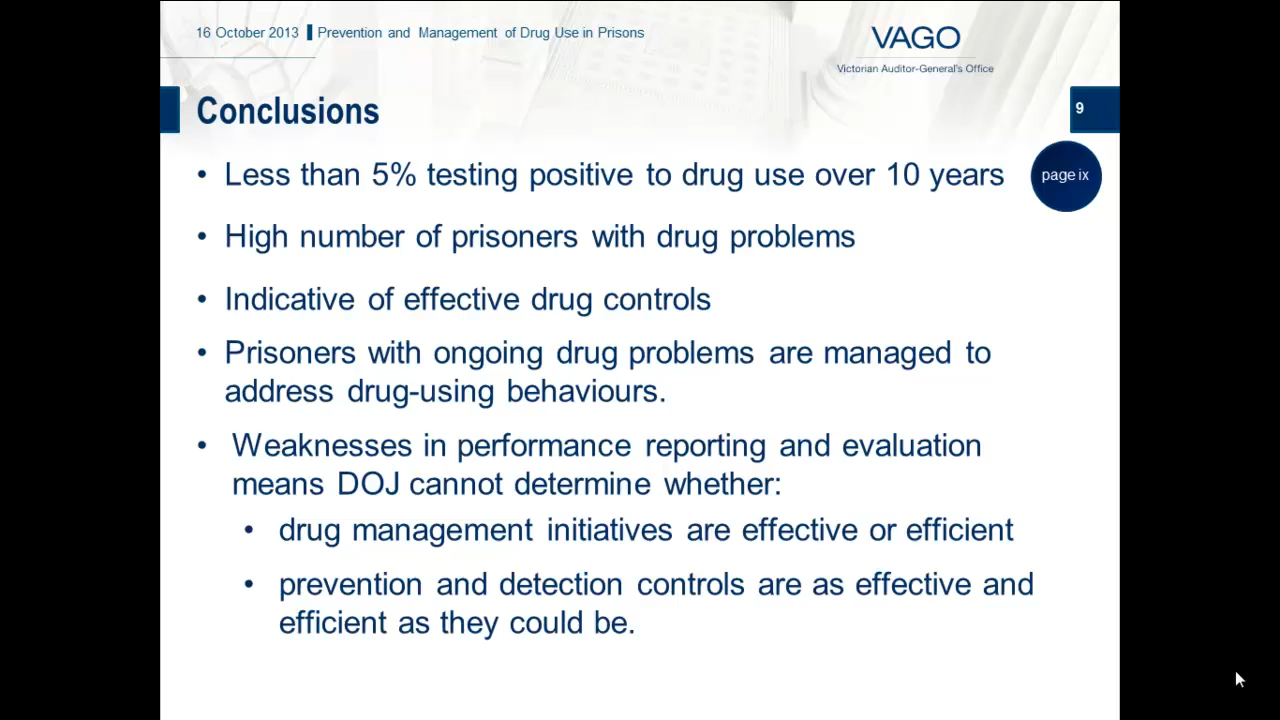 16 October 2013 Prevention and Management of Drug Use in Prisons
VAGO
Victorian Auditor-General's Office
Conclusions
9
• Less than 5% testing positive to drug use over 10 years
page ix
• High number of prisoners with drug problems
• Indicative of effective drug controls
• Prisoners with ongoing drug problems are managed to
address drug-using behaviours.
• Weaknesses in performance reporting and evaluation
means DOJ cannot determine whether:
• drug management initiatives are effective or efficient
• prevention and detection controls are as effective and
efficient as they could be.